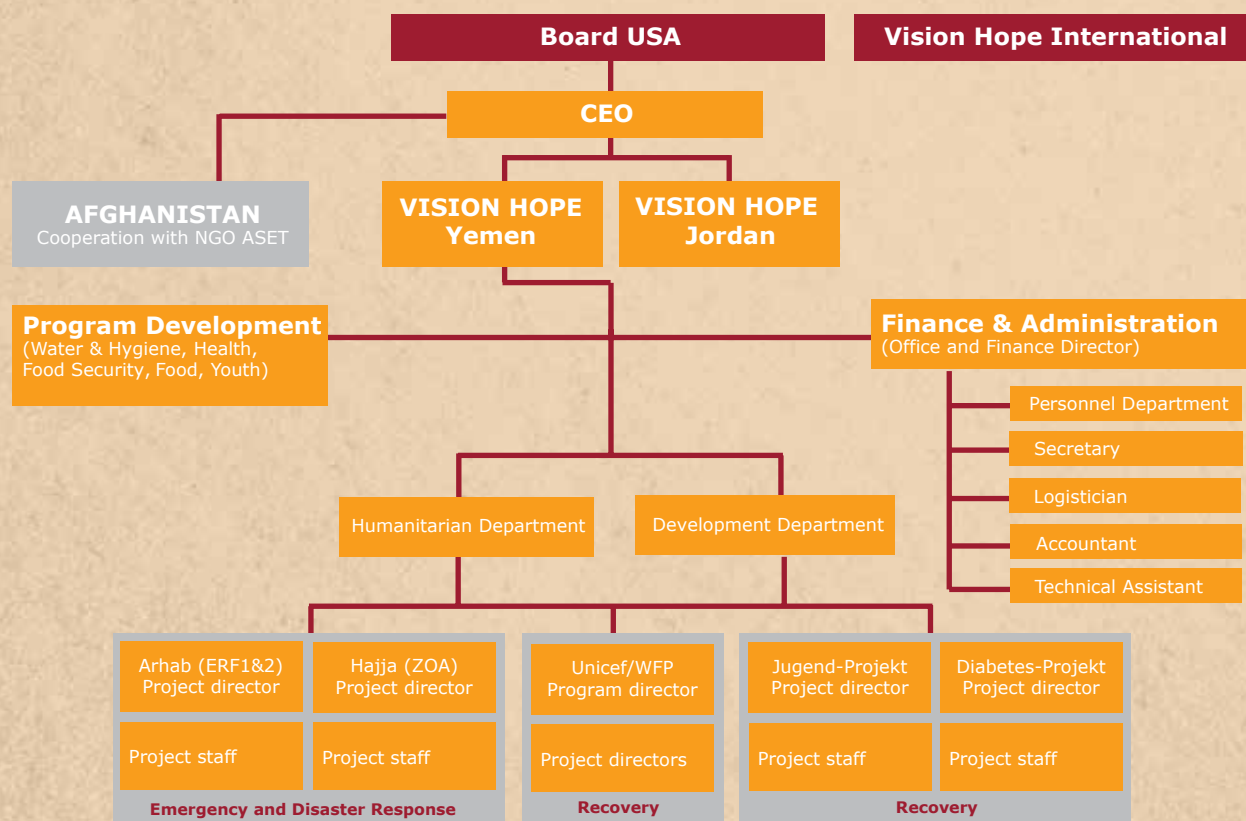 Board USA
Vision Hope International
CEO
AFGHANISTAN
Cooperation with NGO ASET
VISION HOPE
Yemen
VISION HOPE
Jordan
Program Development
(Water & Hygiene, Health,
Food Security, Food, Youth)
Finance & Administration
(Office and Finance Director)
Personnel Department
Secretary
Logistician
Accountant
Technical Assistant
Humanitarian Department
Development Department
Arhab (ERF1&2)
Project director
Hajja (ZOA)
Project director
Unicef/WFP
Program director
Jugend-Projekt
Project director
Diabetes-Projekt
Project director
Project staff
Project staff
Project directors
Project staff
Project staff
Emergency and Disaster Response
Recovery
Recovery